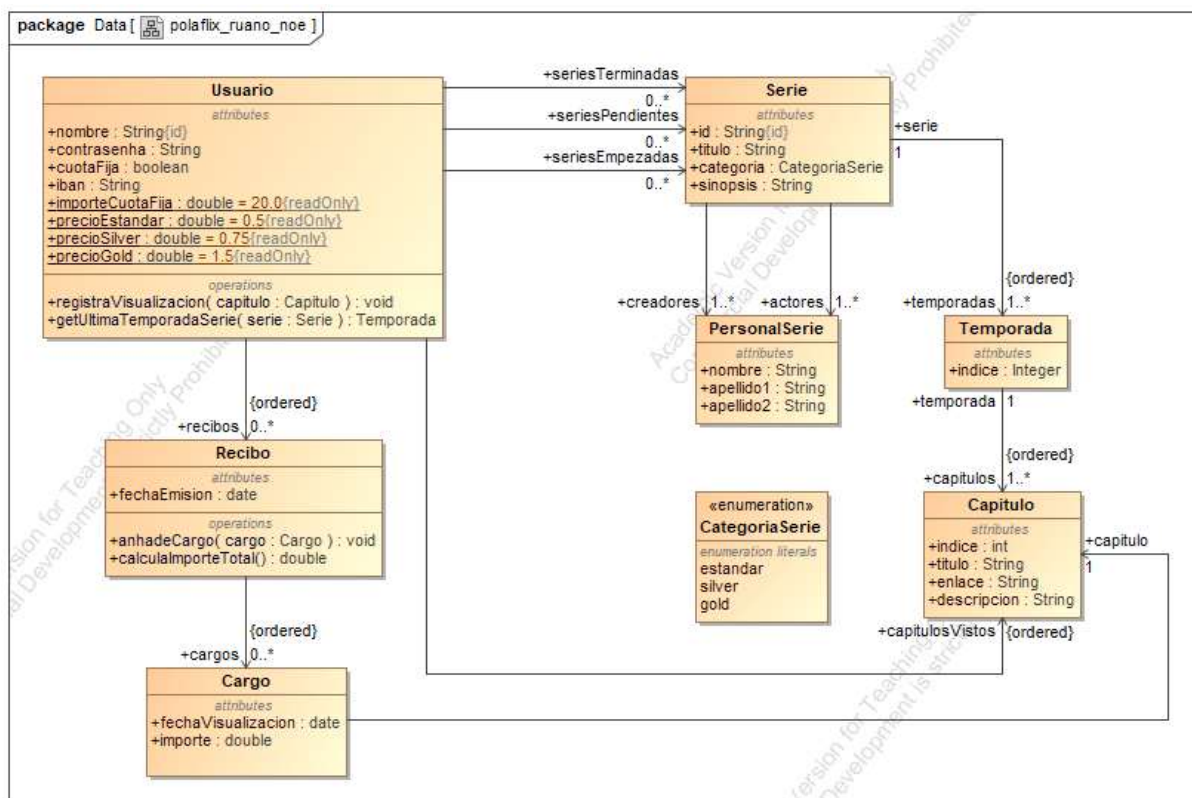 package Data [ polaflix_ruano_noe ]
Usuario
attributes
+nombre : String{id}
+contrasenha : String
+cuotaFija : boolean
+iban : String
+importeCuotaFija : double = 20.0{readOnly}
+precioEstandar : double = 0.5{readOnly}
+precioSilver : double = 0.75{readOnly}
+precioGold : double = 1.5{readOnly}
operations
+registraVisualizacion( capitulo : Capitulo ) : void
+getUltimaTemporadaSerie( serie : Serie ) : Temporada
+seriesTerminadas
0..*
+seriesPendientes
0..*
+seriesEmpezadas
0..*
Serie
attributes
+id : String{id}
+titulo : String
+categoria : CategoriaSerie
+sinopsis : String
+serie
1
+creadores 1..*
+actores 1..*
{ordered}
+temporadas 1..*
PersonalSerie
attributes
+nombre : String
+apellido1 : String
+apellido2 : String
Temporada
attributes
+indice : Integer
+temporada 1
{ordered}
+capitulos 1..*
{ordered}
+recibos 0..*
Recibo
attributes
+fechaEmision : date
operations
+anhadeCargo( cargo : Cargo ) : void
+calculaImporteTotal() : double
«enumeration»
CategoriaSerie
enumeration literals
estandar
silver
gold
Capitulo
attributes
+indice : int
+titulo : String
+enlace : String
+descripcion : String
+capitulo
1
+capitulosVistos {ordered}
{ordered}
+cargos 0..*
Cargo
attributes
+fechaVisualizacion : date
+importe : double